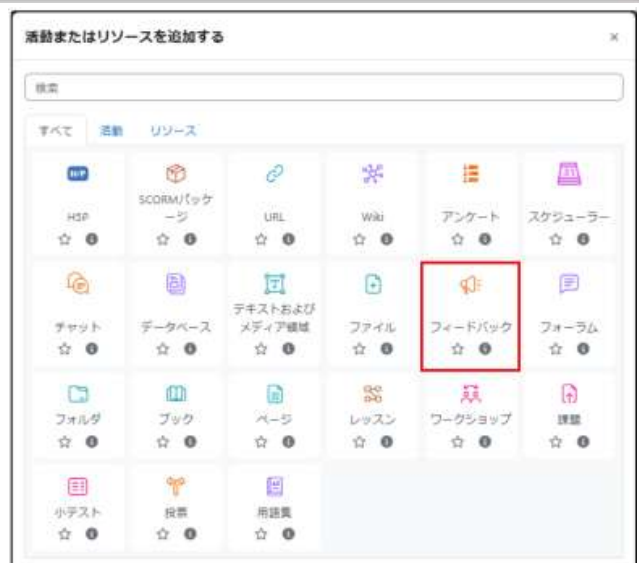 活動またはリソースを追加する
×
検索
すべて 活動 リソース
H5P
H5P
SCORMパッケ
ージ
URL
Wiki
アンケート
スケジューラー
チャット
データベース
テキストおよび
メディア領域
ファイル
フィードバック
フォーラム
フォルダ
ブック
ページ
レッスン
ワークショップ
課題
小テスト
投票
用語集